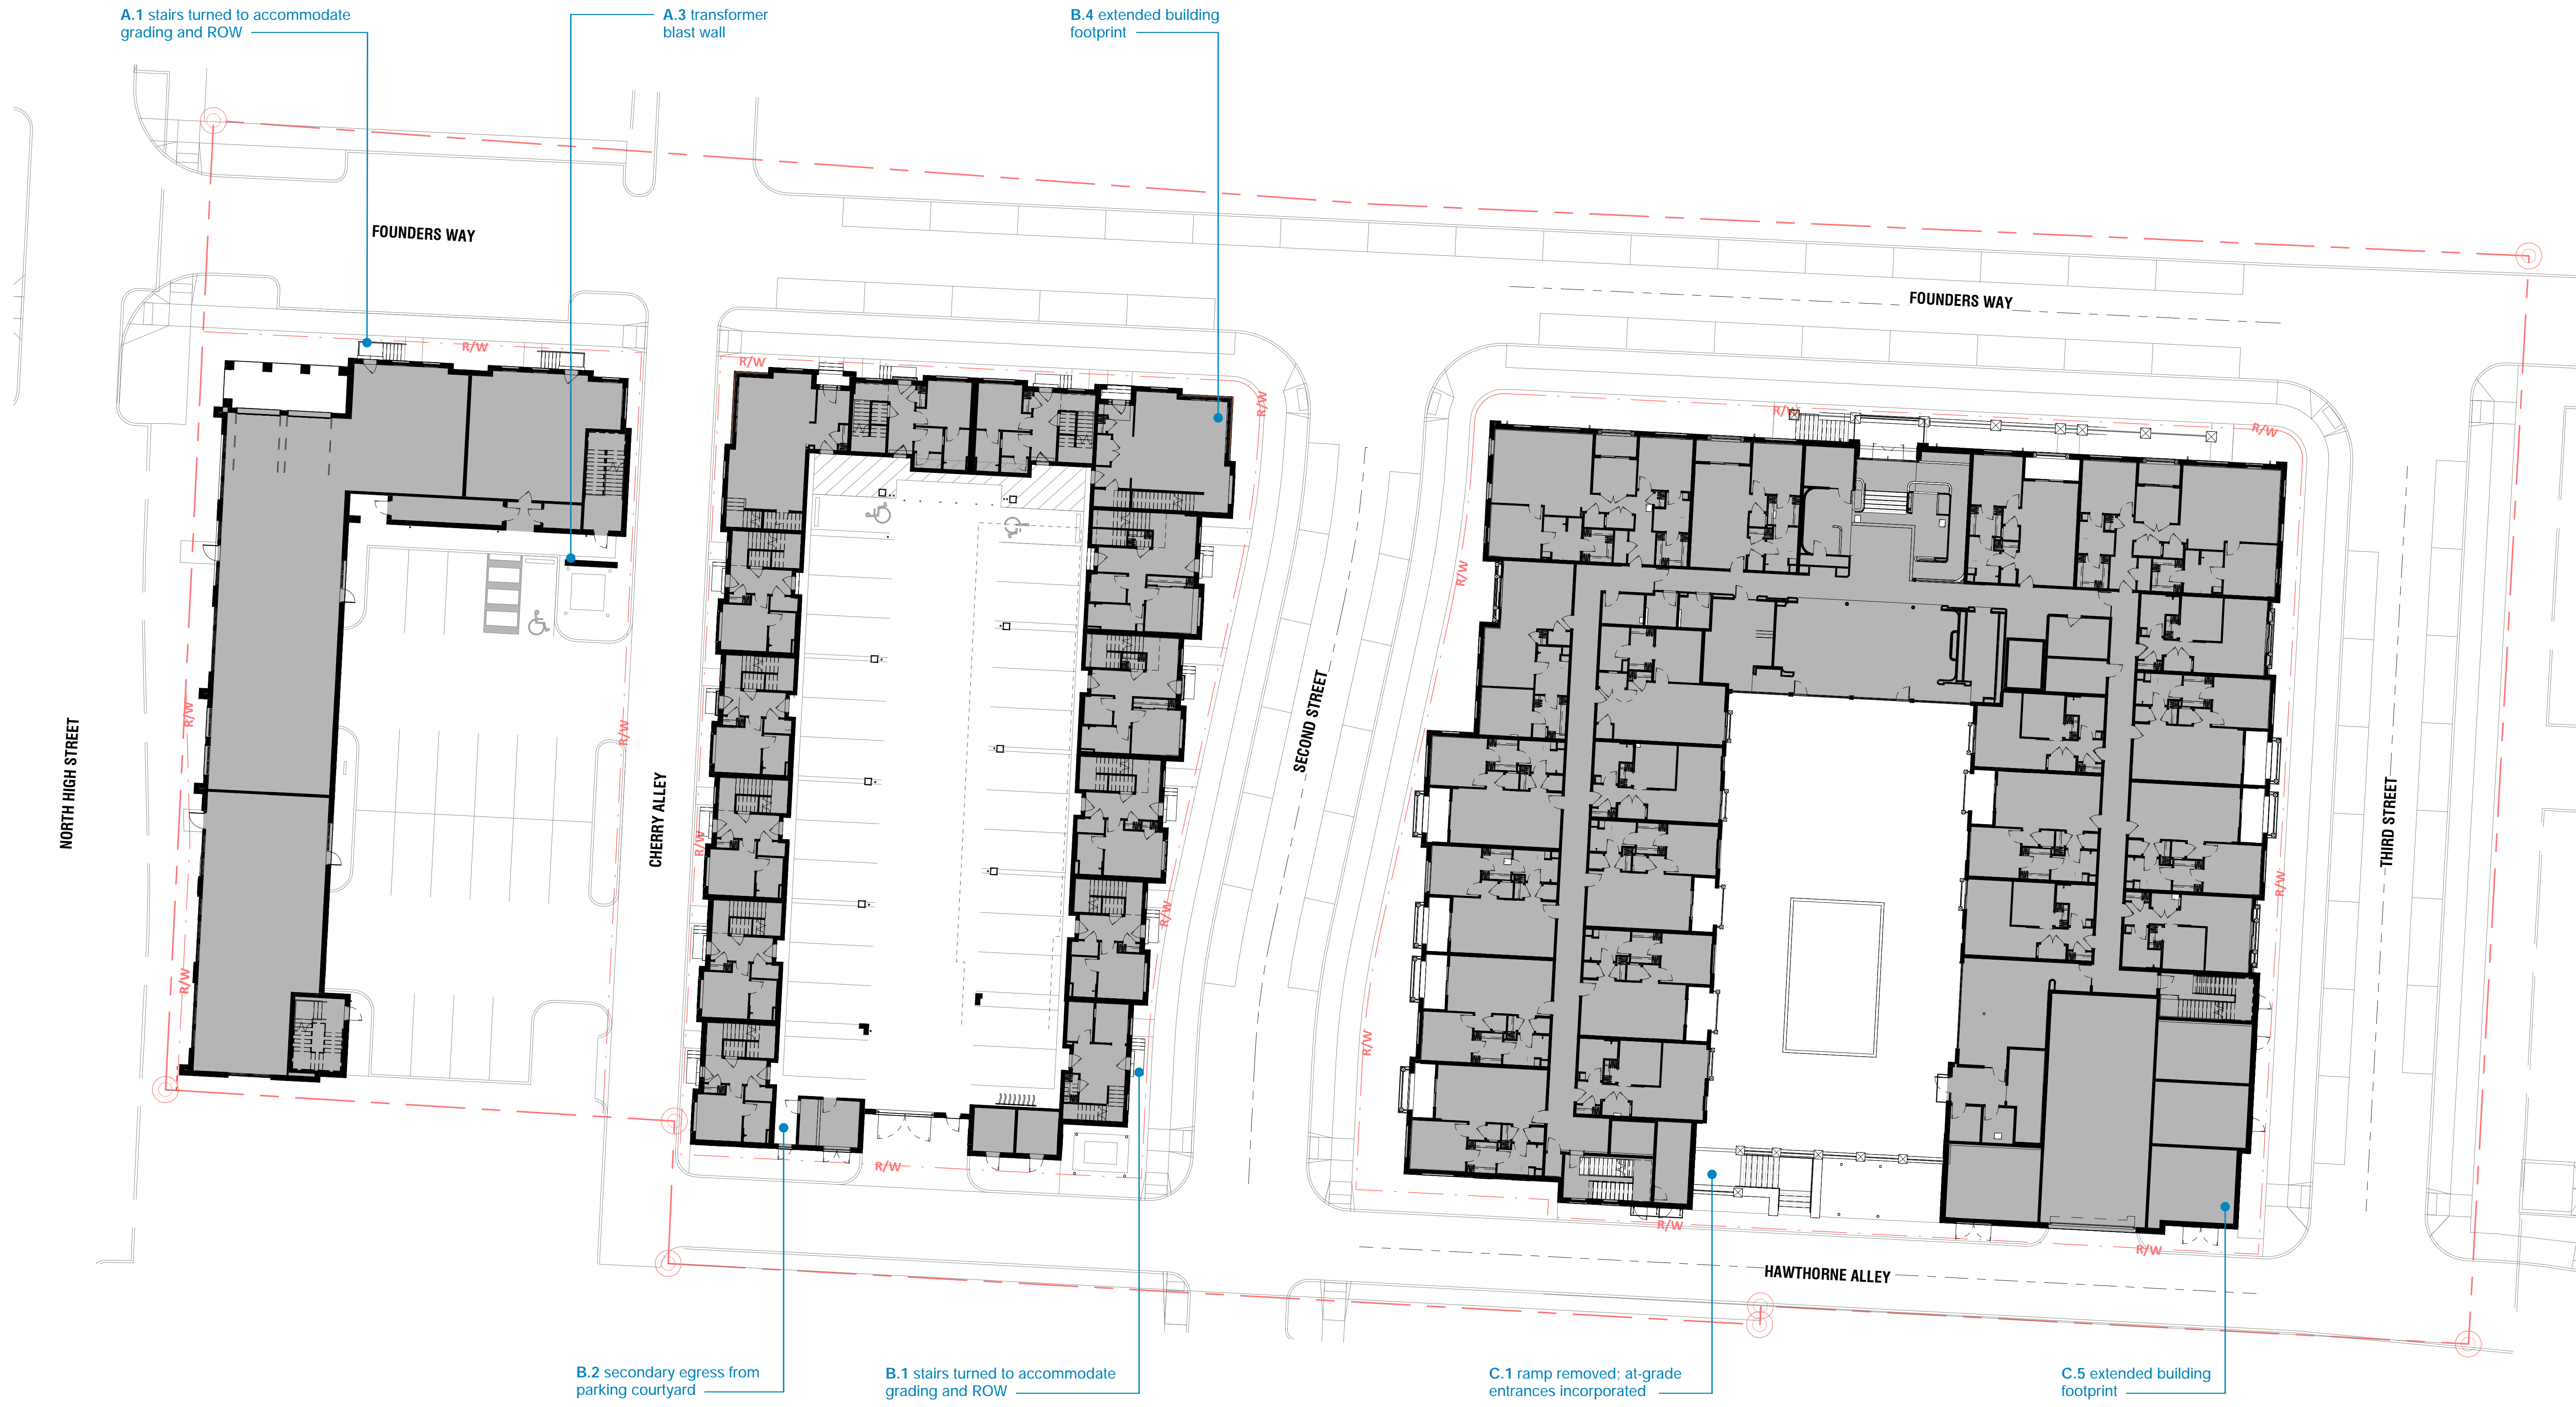 A.1 stairs turned to accommodate
grading and ROW
A.3 transformer
blast wall
B.4 extended building
footprint
FOUNDERS WAY
FOUNDERS WAY
R/W
R/W
R/W
R/W
R/W
R/W
R/W
R/W
NORTH HIGH STREET
CHERRY ALLEY
SECOND STREET
THIRD STREET
R/W
R/W
R/W
R/W
R/W
R/W
R/W
R/W
R/W
HAWTHORNE ALLEY
B.2 secondary egress from
parking courtyard
B.1 stairs turned to accommodate
grading and ROW
C.1 ramp removed; at-grade
entrances incorporated
C.5 extended building
footprint